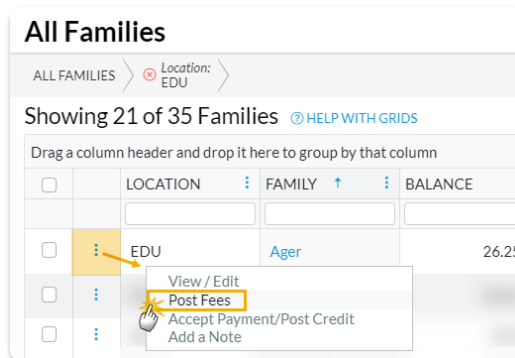 All Families
ALL FAMILIES Location:
EDU
Showing 21 of 35 Families HELP WITH GRIDS
Drag a column header and drop it here to group by that column
LOCATION FAMILY BALANCE
EDU Ager 26.25
View / Edit
Post Fees
Accept Payment/Post Credit
Add a Note